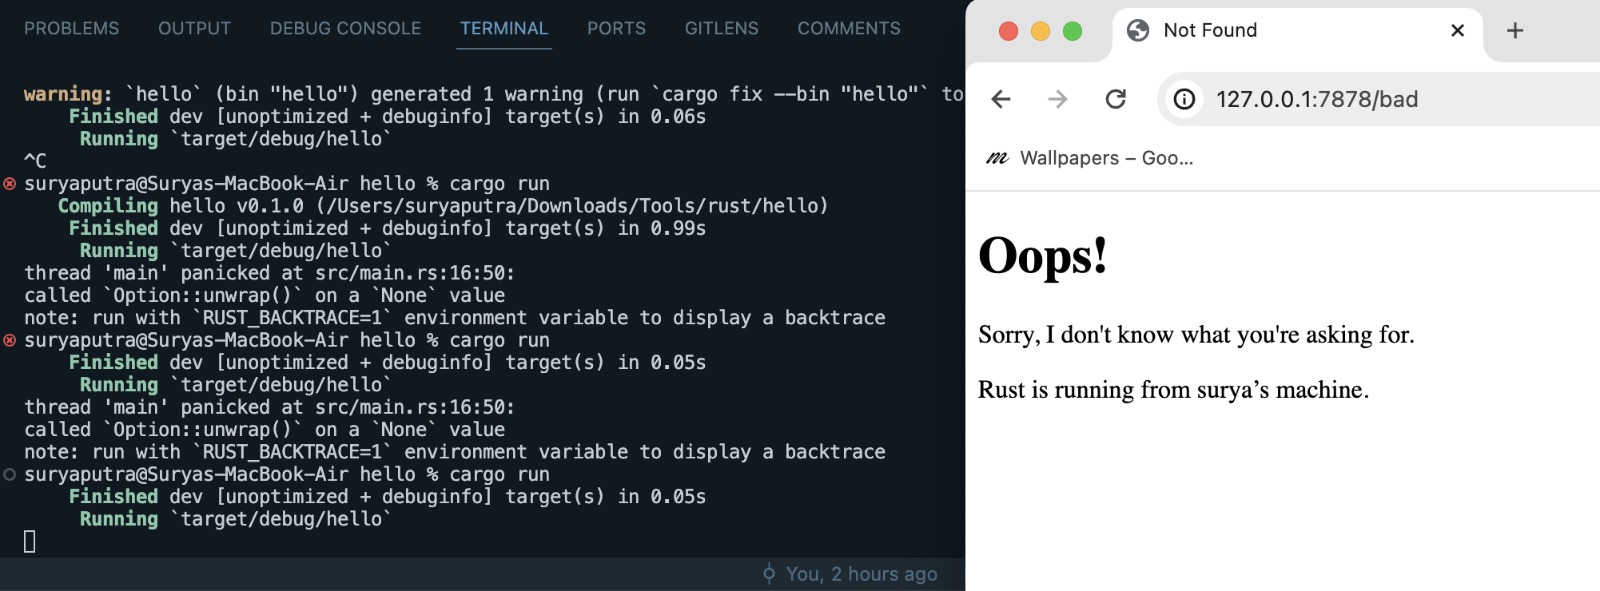 PROBLEMS OUTPUT DEBUG CONSOLE TERMINAL PORTS GITLENS COMMENTS
warning: `hello` (bin "hello") generated 1 warning (run `cargo fix --bin "hello"` to
Finished dev [unoptimized + debuginfo] target(s) in 0.06s
Running `target/debug/hello`
^C
suryaputra@Suryas-MacBook-Air hello % cargo run
Compiling hello v0.1.0 (/Users/suryaputra/Downloads/Tools/rust/hello)
Finished dev [unoptimized + debuginfo] target(s) in 0.99s
Running `target/debug/hello`
thread 'main' panicked at src/main.rs:16:50:
called `Option::unwrap()` on a `None` value
note: run with `RUST_BACKTRACE=1` environment variable to display a backtrace
suryaputra@Suryas-MacBook-Air hello % cargo run
Finished dev [unoptimized + debuginfo] target(s) in 0.05s
Running `target/debug/hello`
thread 'main' panicked at src/main.rs:16:50:
called `Option::unwrap()` on a `None` value
note: run with `RUST_BACKTRACE=1` environment variable to display a backtrace
suryaputra@Suryas-MacBook-Air hello % cargo run
Finished dev [unoptimized + debuginfo] target(s) in 0.05s
Running `target/debug/hello`
You, 2 hours ago
Not Found
127.0.0.1:7878/bad
Wallpapers – Goo...
Oops!
Sorry, I don't know what you're asking for.
Rust is running from surya’s machine.